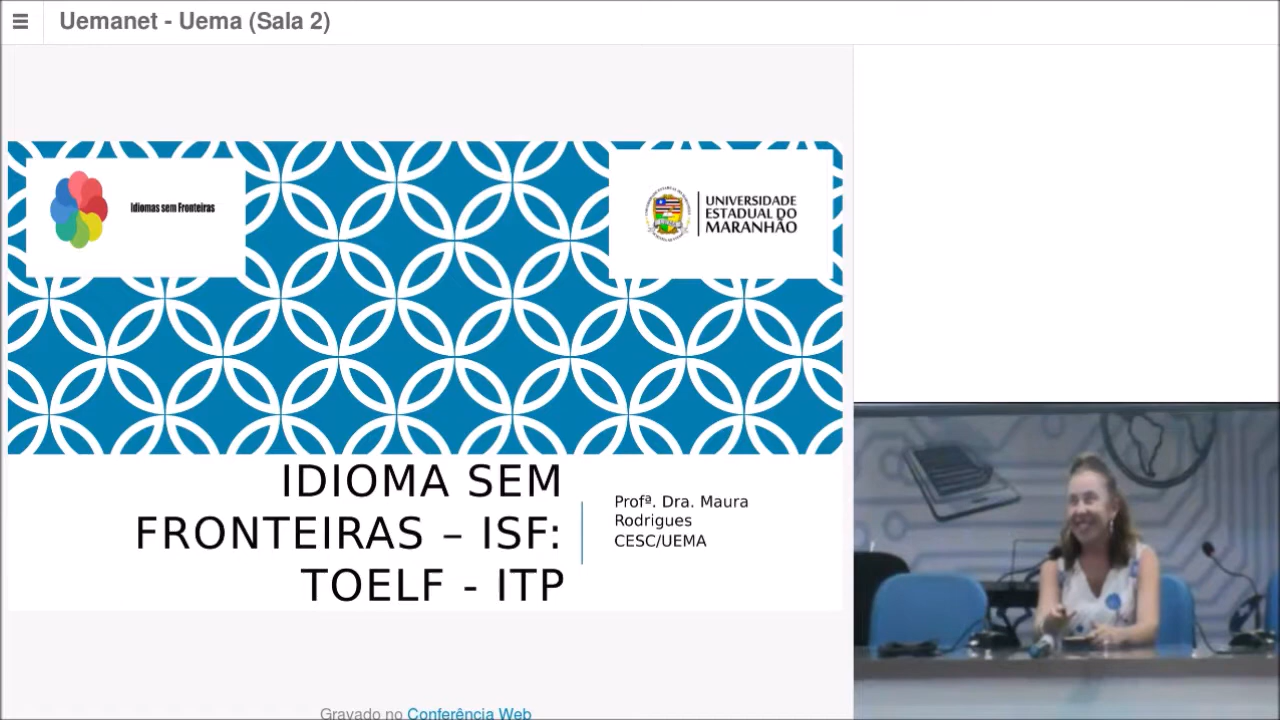 Uemanet - Uema (Sala 2)
Idiomas sem Fronteiras
UNIVERSIDADE
ESTADUAL DO
MARANHÃO
IDIOMA SEM
FRONTEIRAS – ISF:
TOELF - ITP
Profª. Dra. Maura
Rodrigues
CESC/UEMA
Gravado no Conferência Web